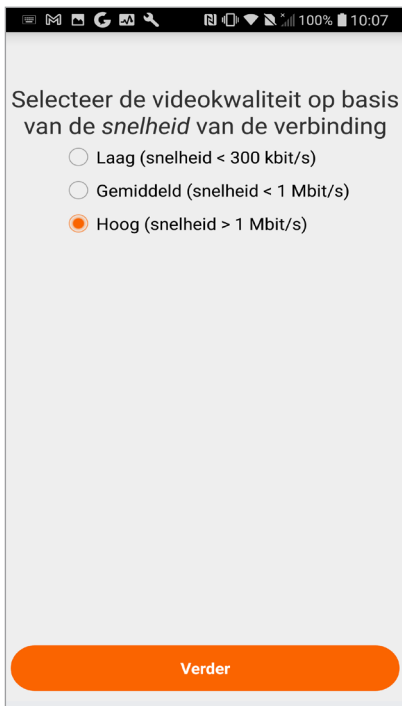 100% 10:07
Selecteer de videokwaliteit op basis
van de snelheid van de verbinding
Laag (snelheid < 300 kbit/s)
Gemiddeld (snelheid < 1 Mbit/s)
Hoog (snelheid > 1 Mbit/s)
Verder